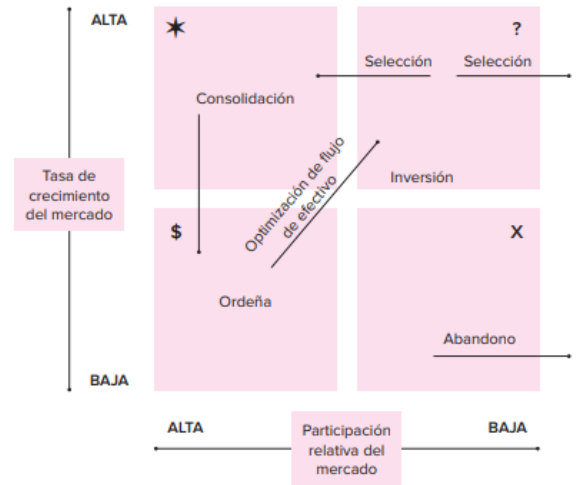 ALTA
✶
?
Selección
Selección
Consolidación
Optimización de flujo
de efectivo
Inversión
Tasa de
crecimiento
del mercado
$
X
Ordeña
Abandono
BAJA
ALTA
Participación
relativa del
mercado
BAJA